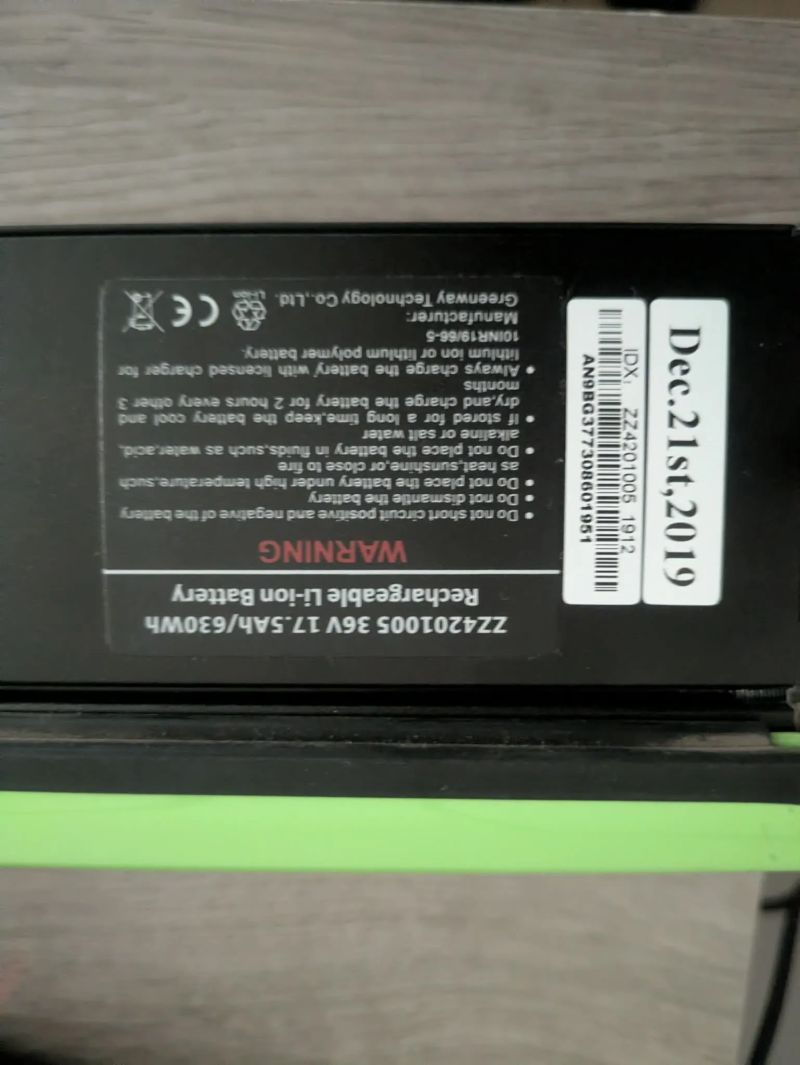 ZZ4201005 36V 17.5Ah/630Wh
Rechargeable Li-ion Battery
WARNING
• Do not short circuit positive and negative of the battery
• Do not dismantle the battery
• Do not place the battery under high temperature,such
as heat,sunshine,or close to fire
• Do not place the battery in fluids,such as water,acid,
alkaline or salt water
• If stored for a long time,keep the battery cool and
dry,and charge the battery for 2 hours every other 3
months
• Always charge the battery with licensed charger for
lithium ion or lithium polymer battery.
10INR19/66-5
Manufacturer:
Greenway Technology Co.,Ltd.
Li-ion
CE
IDX: ZZ4201005 1912
AN9BG377308601951
Dec.21st,2019